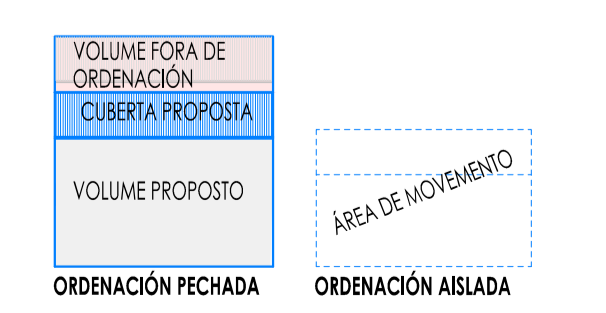 VOLUME FORA DE
ORDENACIÓN
CUBERTA PROPOSTA
VOLUME PROPOSTO
ORDENACIÓN PECHADA
ÁREA DE MOVEMENTO
ORDENACIÓN AISLADA